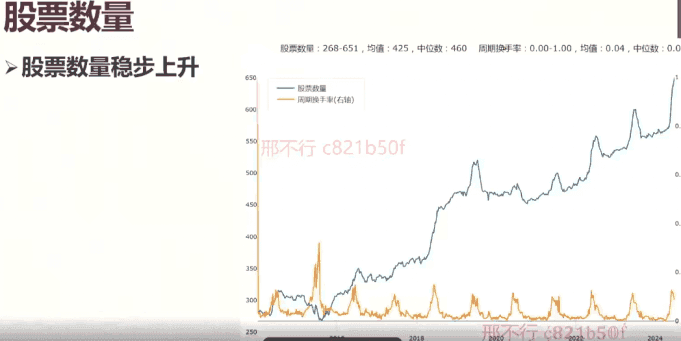 股票数量
➢股票数量稳步上升
股票数量：268-651，均值：425，中位数：460 周期换手率：0.00-1.00，均值：0.04，中位数：0.0
股票数量
周期换手率(右轴)
650
600
550
500
450
400
350
300
250
1
0
2018
2020
2022
2024
邢不行 c821b50f
邢不行 c821b50f